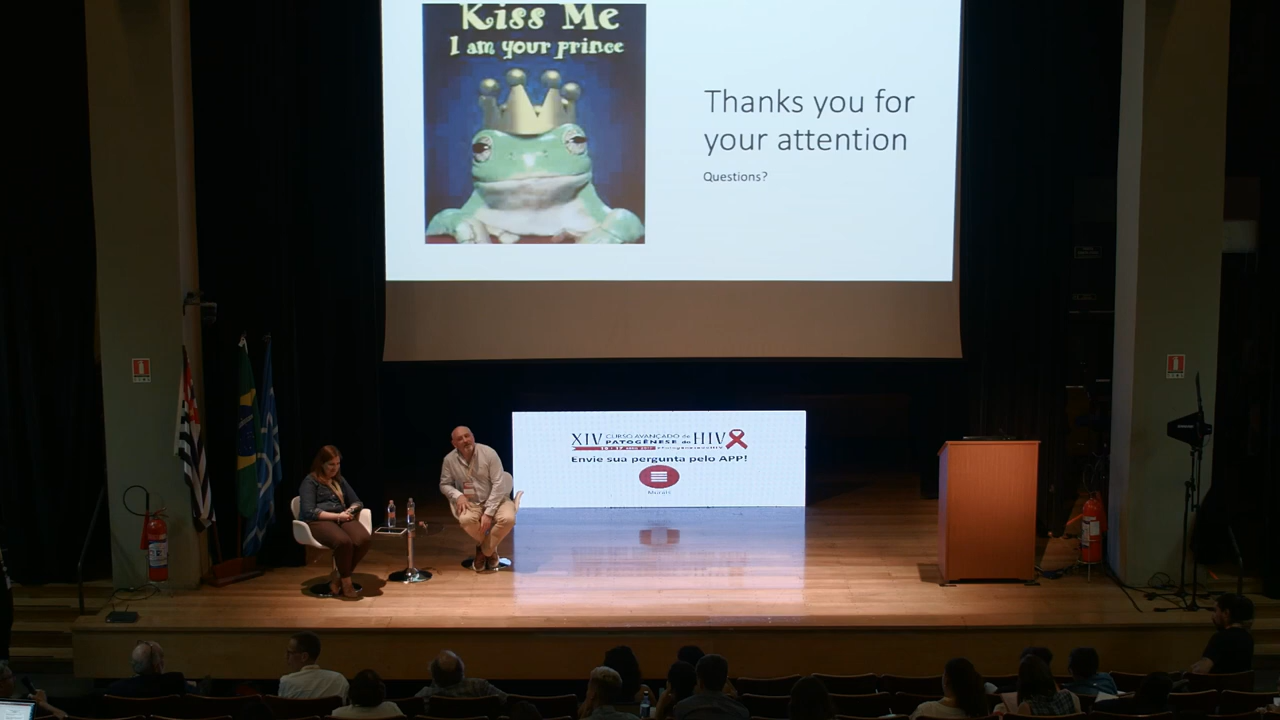 Kiss Me
I am your prince
Thanks you for
your attention
Questions?
XIV CURSO AVANÇADO de
PATOGÊNESE do HIV
Envie sua pergunta pelo APP!
Mural